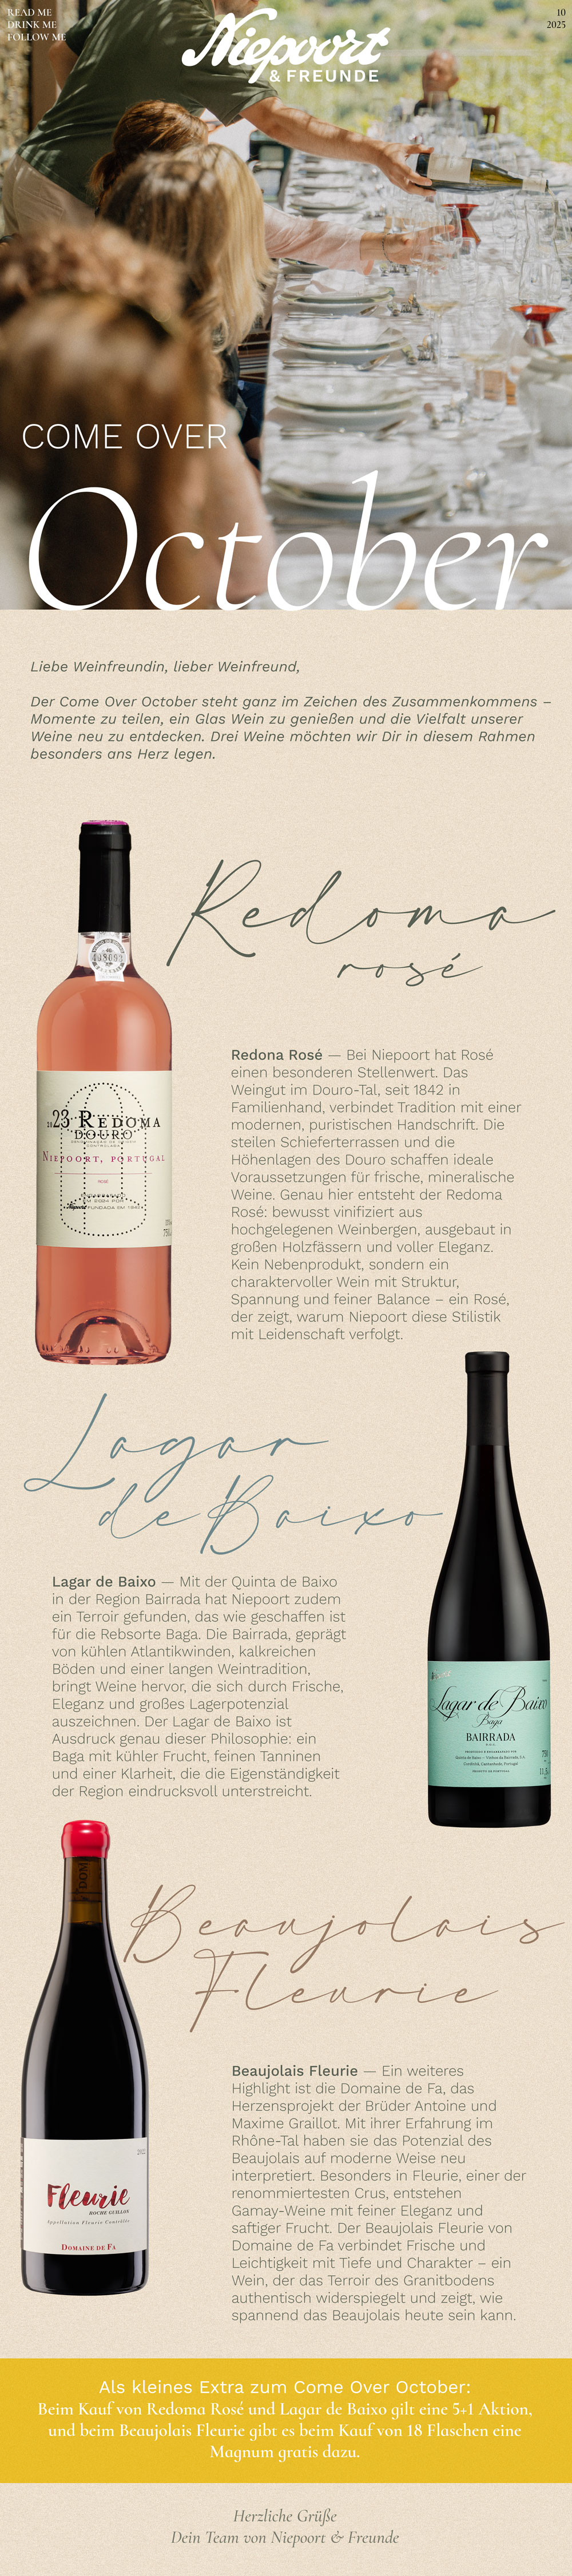 READ ME
DRINK ME
FOLLOW ME
10
2025
Niepoort
& FREUNDE
COME OVER
October
Liebe Weinfreundin, lieber Weinfreund,
Der Come Over October steht ganz im Zeichen des Zusammenkommens –
Momente zu teilen, ein Glas Wein zu genießen und die Vielfalt unserer
Weine neu zu entdecken. Drei Weine möchten wir Dir in diesem Rahmen
besonders ans Herz legen.
Redoma
rosé
2023 REDOMA
DOURO
NIEPOORT, PORTUGAL
ROSÉ
Redona Rosé — Bei Niepoort hat Rosé
einen besonderen Stellenwert. Das
Weingut im Douro-Tal, seit 1842 in
Familienhand, verbindet Tradition mit einer
modernen, puristischen Handschrift. Die
steilen Schieferterrassen und die
Höhenlagen des Douro schaffen ideale
Voraussetzungen für frische, mineralische
Weine. Genau hier entsteht der Redoma
Rosé: bewusst vinifiziert aus
hochgelegenen Weinbergen, ausgebaut in
großen Holzfässern und voller Eleganz.
Kein Nebenprodukt, sondern ein
charaktervoller Wein mit Struktur,
Spannung und feiner Balance – ein Rosé,
der zeigt, warum Niepoort diese Stilistik
mit Leidenschaft verfolgt.
Lagar
de Baixo
Lagar de Baixo — Mit der Quinta de Baixo
in der Region Bairrada hat Niepoort zudem
ein Terroir gefunden, das wie geschaffen ist
für die Rebsorte Baga. Die Bairrada, geprägt
von kühlen Atlantikwinden, kalkreichen
Böden und einer langen Weintradition,
bringt Weine hervor, die sich durch Frische,
Eleganz und großes Lagerpotenzial
auszeichnen. Der Lagar de Baixo ist
Ausdruck genau dieser Philosophie: ein
Baga mit kühler Frucht, feinen Tanninen
und einer Klarheit, die die Eigenständigkeit
der Region eindrucksvoll unterstreicht.
Lagar de Baixo
Baga
BAIRRADA
Beaujolais
Fleurie
DOM
Fleurie
ROCHE GUILLON
Appellation Fleurie Contrôlée
DOMAINE DE FA
Beaujolais Fleurie — Ein weiteres
Highlight ist die Domaine de Fa, das
Herzensprojekt der Brüder Antoine und
Maxime Graillot. Mit ihrer Erfahrung im
Rhône-Tal haben sie das Potenzial des
Beaujolais auf moderne Weise neu
interpretiert. Besonders in Fleurie, einer der
renommiertesten Crus, entstehen
Gamay-Weine mit feiner Eleganz und
saftiger Frucht. Der Beaujolais Fleurie von
Domaine de Fa verbindet Frische und
Leichtigkeit mit Tiefe und Charakter – ein
Wein, der das Terroir des Granitbodens
authentisch widerspiegelt und zeigt, wie
spannend das Beaujolais heute sein kann.
Als kleines Extra zum Come Over October:
Beim Kauf von Redoma Rosé und Lagar de Baixo gilt eine 5+1 Aktion,
und beim Beaujolais Fleurie gibt es beim Kauf von 18 Flaschen eine
Magnum gratis dazu.
Herzliche Grüße
Dein Team von Niepoort & Freunde